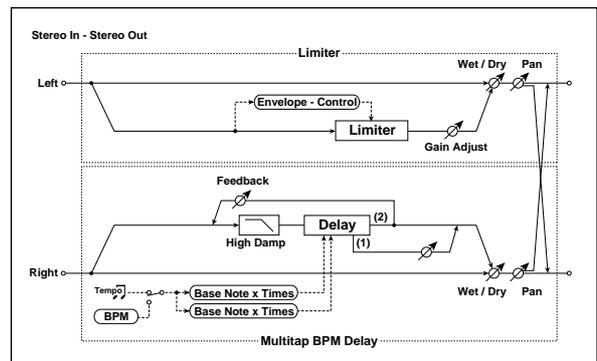 Stereo In - Stereo Out
Limiter
Wet / Dry
Pan
Left
Envelope - Control
Limiter
Gain Adjust
Feedback
Delay
(2)
High Damp
(1)
Right
Tempo
Base Note x Times
Wet / Dry
Pan
BPM
Base Note x Times
Multitap BPM Delay